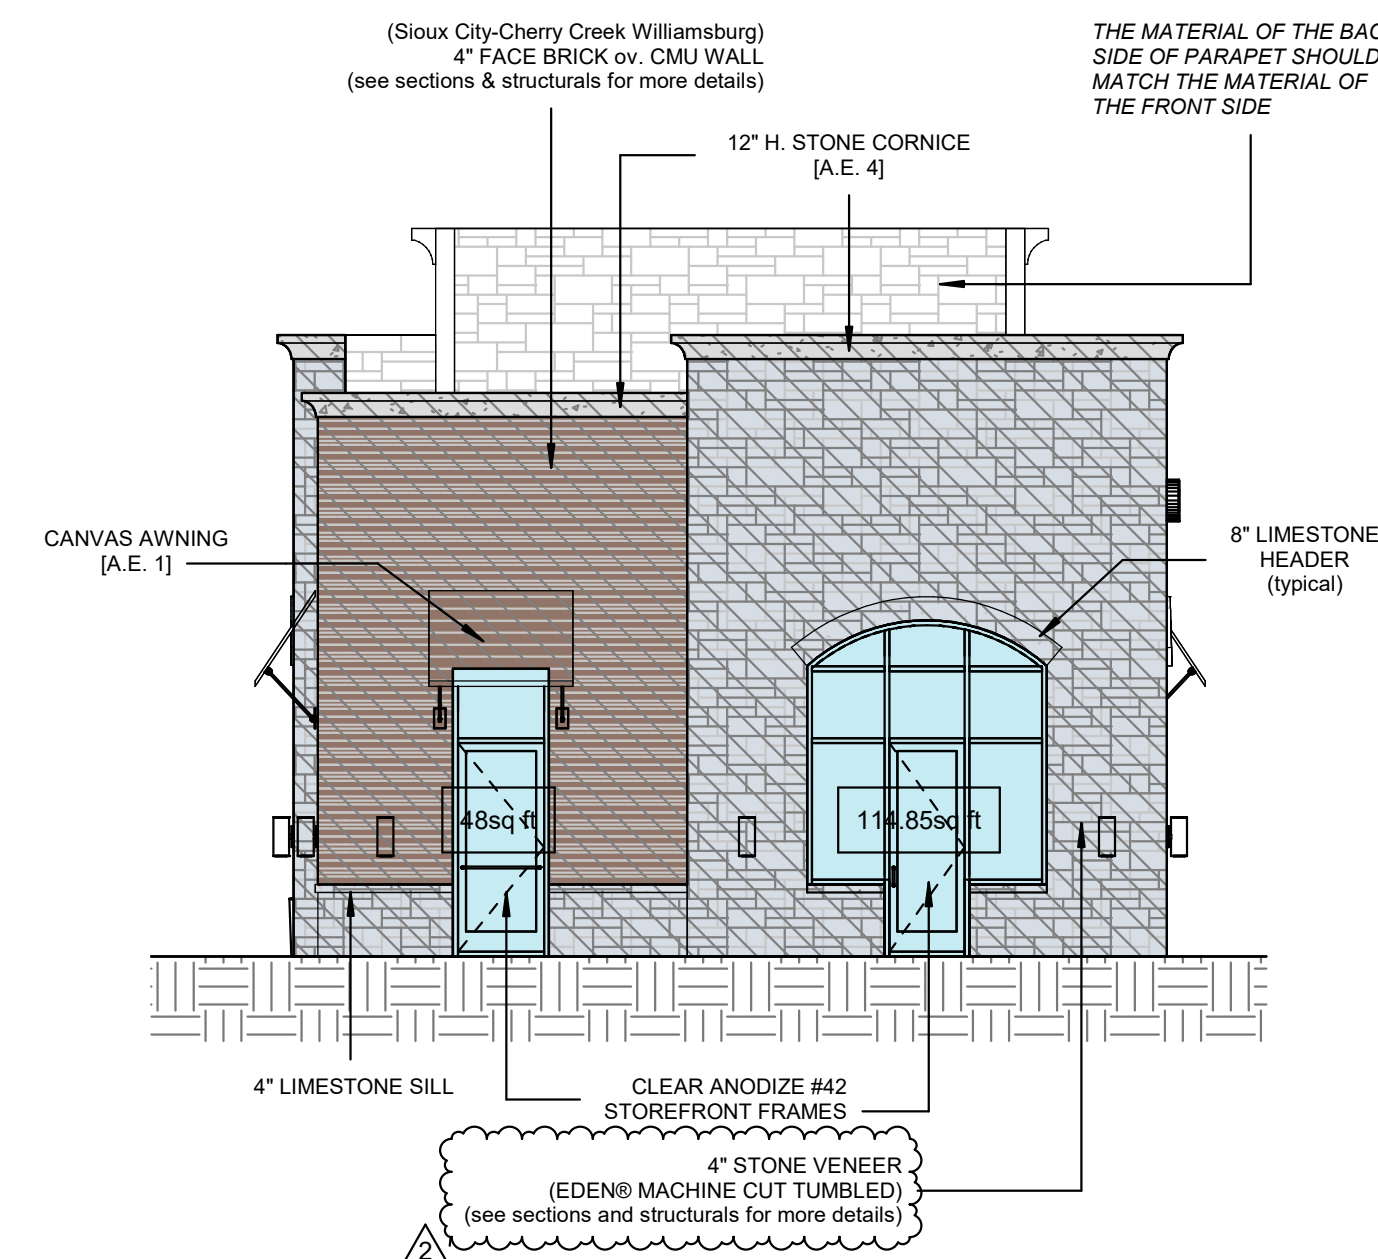 (Sioux City-Cherry Creek Williamsburg)
4" FACE BRICK ov. CMU WALL
(see sections & structurals for more details)
THE MATERIAL OF THE BAC
SIDE OF PARAPET SHOULD
MATCH THE MATERIAL OF
THE FRONT SIDE
12" H. STONE CORNICE
[A.E. 4]
CANVAS AWNING
[A.E. 1]
8" LIMESTONE
HEADER
(typical)
48sq ft
114.85sq ft
4" LIMESTONE SILL
CLEAR ANODIZE #42
STOREFRONT FRAMES
4" STONE VENEER
(EDEN® MACHINE CUT TUMBLED)
(see sections and structurals for more details)
2